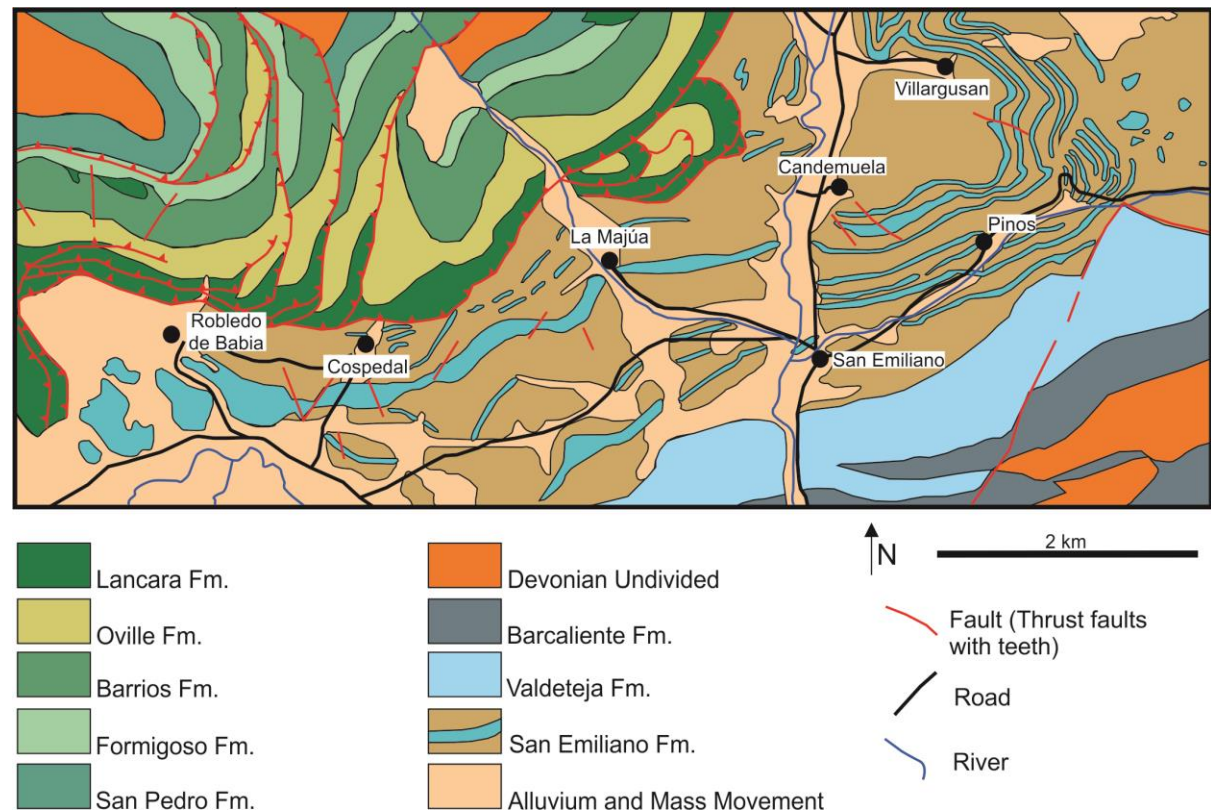 Villargusan
Candemuela
Pinos
La Majúa
Robledo
de Babia
Cospedal
San Emiliano
Lancara Fm.
Oville Fm.
Barrios Fm.
Formigoso Fm.
San Pedro Fm.
Devonian Undivided
Barcaliente Fm.
Valdeteja Fm.
San Emiliano Fm.
Alluvium and Mass Movement
N
2 km
Fault (Thrust faults
with teeth)
Road
River